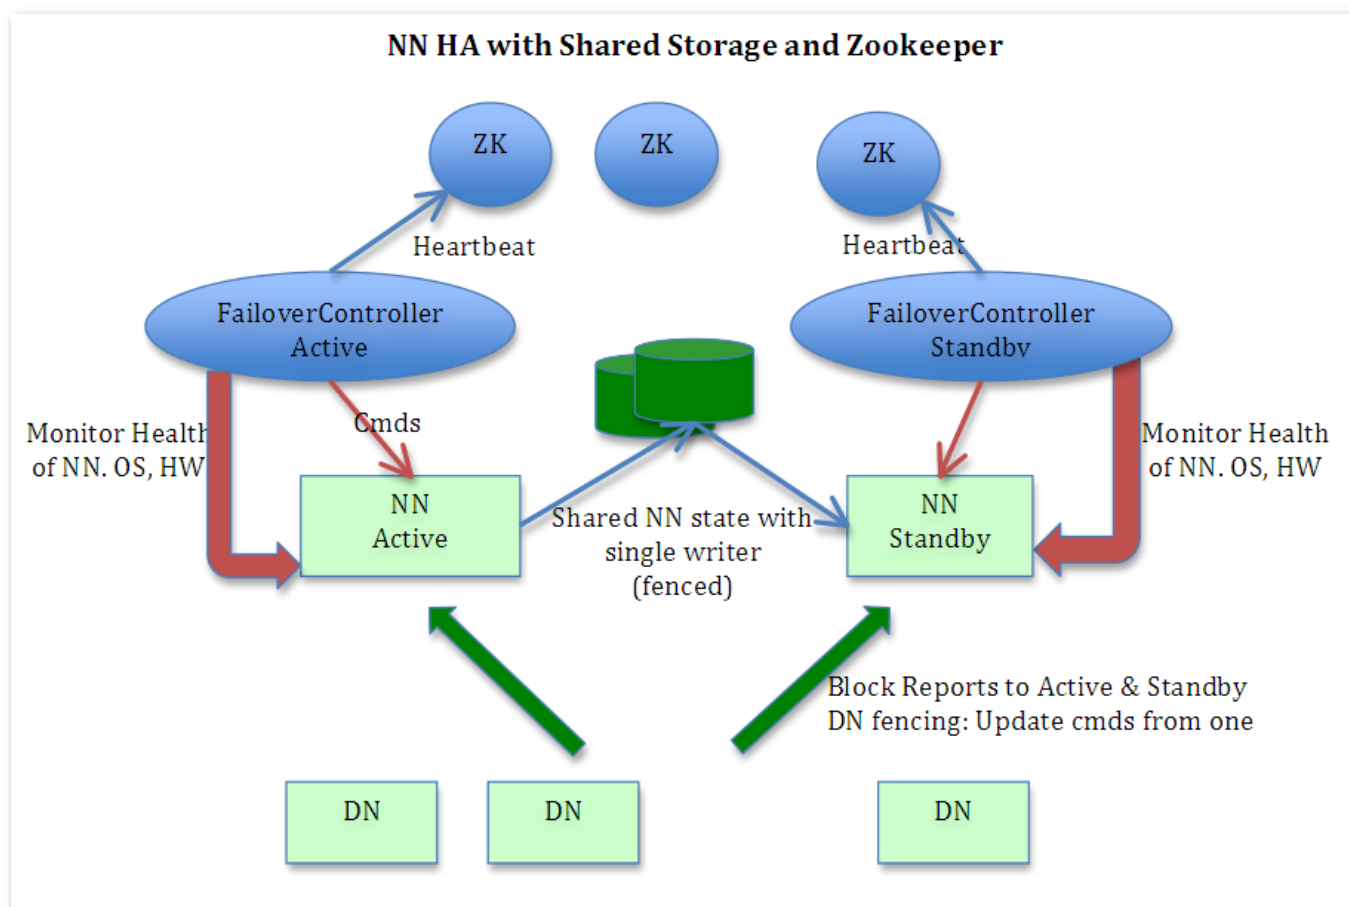 NN HA with Shared Storage and Zookeeper
ZK
ZK
ZK
Heartbeat
Heartbeat
FailoverController
Active
FailoverController
Standby
Cmds
Monitor Health
of NN. OS, HW
Monitor Health
of NN. OS, HW
NN
Active
Shared NN state with
single writer
(fenced)
NN
Standby
Block Reports to Active & Standby
DN fencing: Update cmds from one
DN
DN
DN